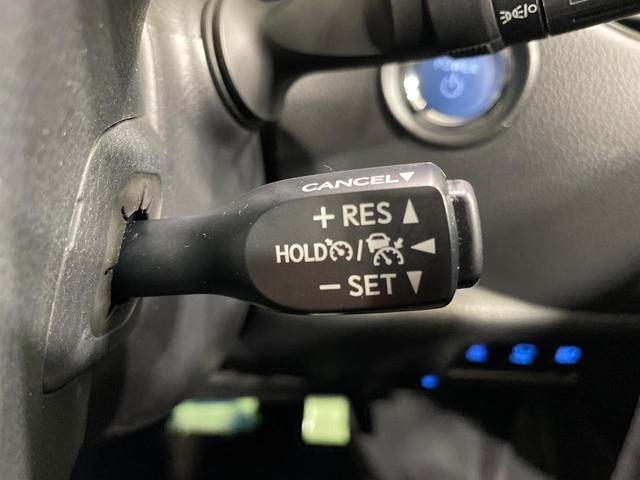 POWER
CANCEL▼
+ RES ▲
HOLD / ◀
− SET ▼